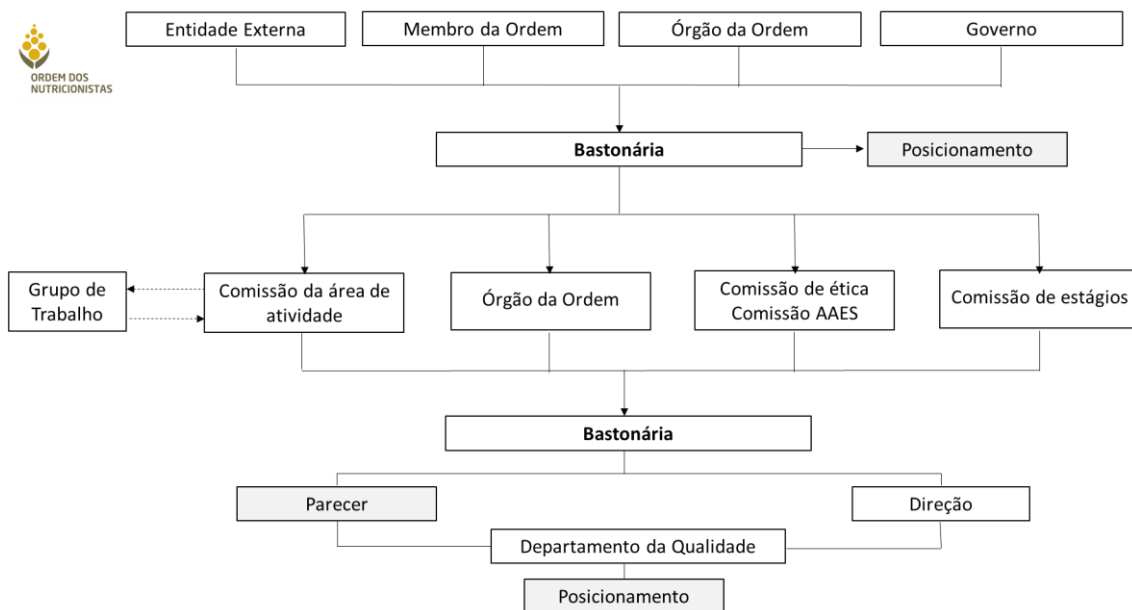 Entidade Externa
Membro da Ordem
Órgão da Ordem
Governo
ORDEM DOS
NUTRICIONISTAS
Bastonária
Posicionamento
Grupo de
Trabalho
Comissão da área de
atividade
Órgão da Ordem
Comissão de ética
Comissão AAES
Comissão de estágios
Bastonária
Parecer
Direção
Departamento da Qualidade
Posicionamento